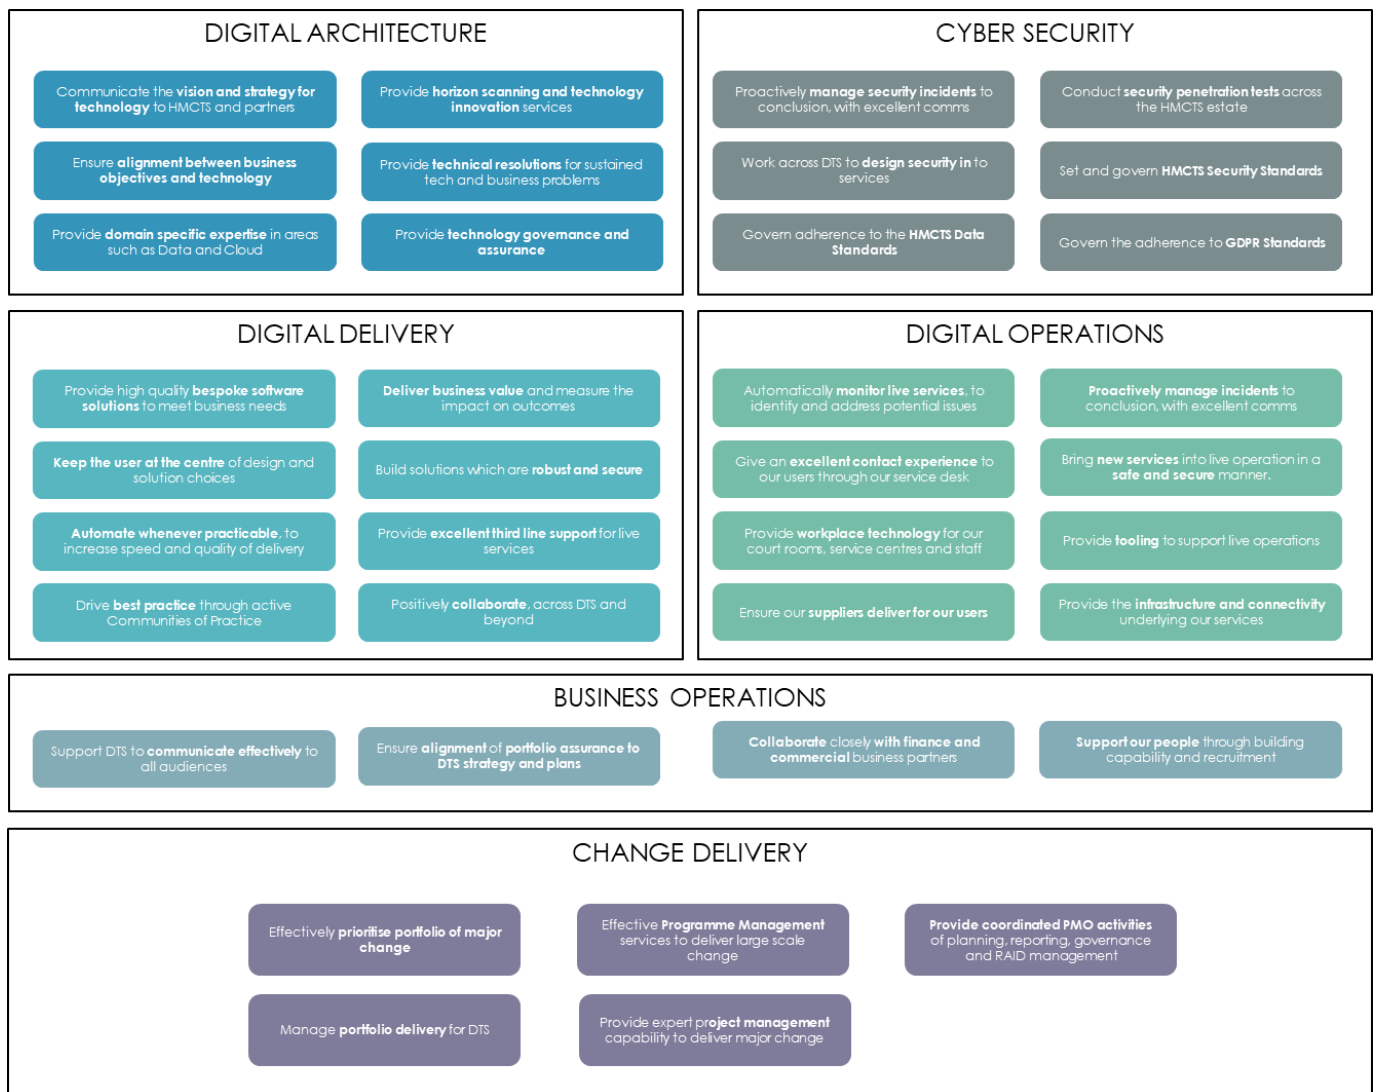 DIGITAL ARCHITECTURE
Communicate the vision and strategy for
technology to HMCTS and partners
Provide horizon scanning and technology
innovation services
Ensure alignment between business
objectives and technology
Provide technical resolutions for sustained
tech and business problems
Provide domain specific expertise in areas
such as Data and Cloud
Provide technology governance and
assurance
CYBER SECURITY
Proactively manage security incidents to
conclusion, with excellent comms
Conduct security penetration tests across
the HMCTS estate
Work across DTS to design security in to
services
Set and govern HMCTS Security Standards
Govern adherence to the HMCTS Data
Standards
Govern the adherence to GDPR Standards
DIGITAL DELIVERY
Provide high quality bespoke software
solutions to meet business needs
Deliver business value and measure the
impact on outcomes
Keep the user at the centre of design and
solution choices
Build solutions which are robust and secure
Automate whenever practicable, to
increase speed and quality of delivery
Provide excellent third line support for live
services
Drive best practice through active
Communities of Practice
Positively collaborate, across DTS and
beyond
DIGITAL OPERATIONS
Automatically monitor live services, to
identify and address potential issues
Proactively manage incidents to
conclusion, with excellent comms
Give an excellent contact experience to
our users through our service desk
Bring new services into live operation in a
safe and secure manner.
Provide workplace technology for our
court rooms, service centres and staff
Provide tooling to support live operations
Ensure our suppliers deliver for our users
Provide the infrastructure and connectivity
underlying our services
BUSINESS OPERATIONS
Support DTS to communicate effectively to
all audiences
Ensure alignment of portfolio assurance to
DTS strategy and plans
Collaborate closely with finance and
commercial business partners
Support our people through building
capability and recruitment
CHANGE DELIVERY
Effectively prioritise portfolio of major
change
Effective Programme Management
services to deliver large scale
change
Provide coordinated PMO activities
of planning, reporting, governance
and RAID management
Manage portfolio delivery for DTS
Provide expert project management
capability to deliver major change